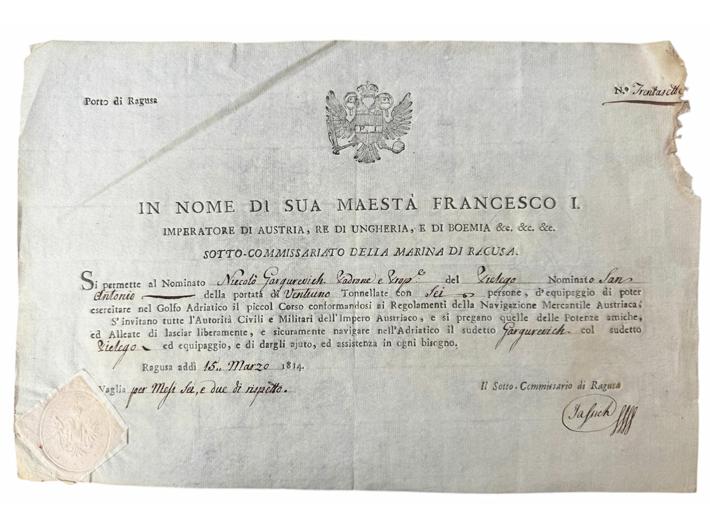 Porto di Ragusa
N.º Trentasette
F. I.
IN NOME DI SUA MAESTÀ FRANCESCO I.
IMPERATORE DI AUSTRIA, RE DI UNGHERIA, E DI BOEMIA &c. &c. &c.
SOTTO-COMMISSARIATO DELLA MARINA DI RAGUSA.
Si permette al Nominato Niccolò Gargurevich Padrone e Prop.e del Pielego Nominato San
Antonio della portata di Ventiuno Tonnellate con Sei persone, d'equipaggio di poter
esercitare nel Golfo Adriatico il piccol Corso conformandosi ai Regolamenti della Navigazione Mercantile Austriaca.
S'invitano tutte l'Autorità Civili e Militari dell'Impero Austriaco, e si pregano quelle delle Potenze amiche,
ed Alleate di lasciar liberamente, e sicuramente navigare nell'Adriatico il sudetto Gargurevich col sudetto
Pielego ed equipaggio, e di dargli ajuto, ed assistenza in ogni bisogno.
Ragusa addì 15. Marzo 1814.
Vaglia per Mesi Sei, e due di rispetto.
Il Sotto-Commissario di Ragusa